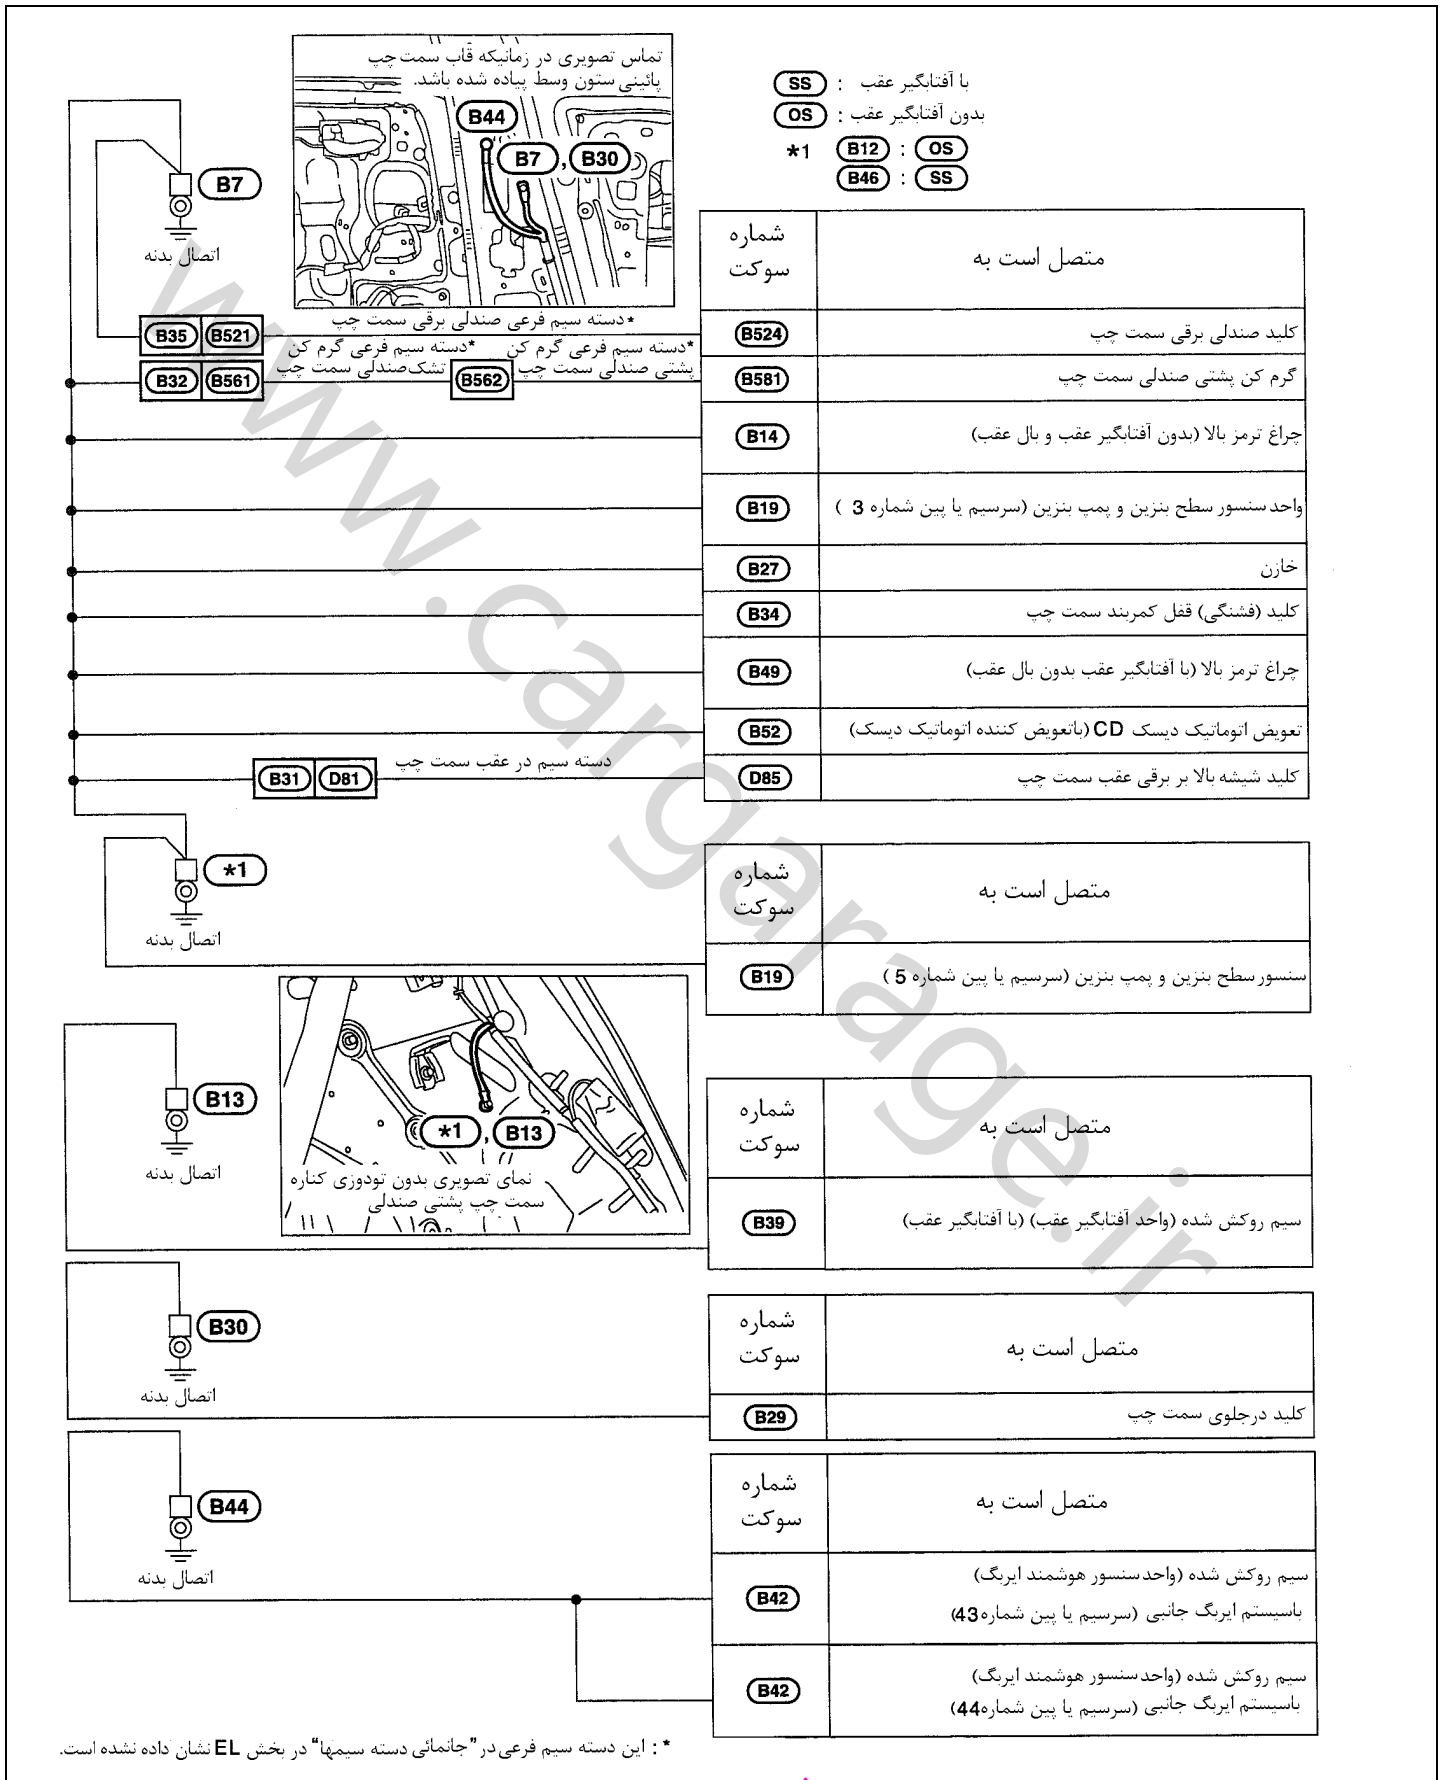 تماس تصویری در زمانیکه قاب سمت چپ
پائینی ستون وسط پیاده شده باشد.
B44
B7 , B30
با آفتابگیر عقب : SS
بدون آفتابگیر عقب : OS
*1 B12 : OS
B46 : SS
B7
اتصال بدنه
شماره سوکت
متصل است به
B35 B521
*دسته سیم فرعی صندلی برقی سمت چپ
B524
کلید صندلی برقی سمت چپ
B32 B561
*دسته سیم فرعی گرم کن
تشک صندلی سمت چپ
B562
*دسته سیم فرعی گرم کن
پشتی صندلی سمت چپ
B581
گرم کن پشتی صندلی سمت چپ
B14
چراغ ترمز بالا (بدون آفتابگیر عقب و بال عقب)
B19
واحد سنسور سطح بنزین و پمپ بنزین (سرسیم یا پین شماره 3 )
B27
خازن
B34
کلید (فشنگی) قفل کمربند سمت چپ
B49
چراغ ترمز بالا (با آفتابگیر عقب بدون بال عقب)
B52
تعویض اتوماتیک دیسک CD (باتعویض کننده اتوماتیک دیسک)
B31 D81
دسته سیم در عقب سمت چپ
D85
کلید شیشه بالا بر برقی عقب سمت چپ
*1
اتصال بدنه
شماره سوکت
متصل است به
B19
سنسور سطح بنزین و پمپ بنزین (سرسیم یا پین شماره 5 )
*1 , B13
نمای تصویری بدون تودوزی کناره
سمت چپ پشتی صندلی
B13
اتصال بدنه
شماره سوکت
متصل است به
B39
سیم روکش شده (واحد آفتابگیر عقب) (با آفتابگیر عقب)
B30
اتصال بدنه
شماره سوکت
متصل است به
B29
کلید درجلوی سمت چپ
B44
اتصال بدنه
شماره سوکت
متصل است به
B42
سیم روکش شده (واحد سنسور هوشمند ایربگ)
باسیستم ایربگ جانبی (سرسیم یا پین شماره43)
B42
سیم روکش شده (واحد سنسور هوشمند ایربگ)
باسیستم ایربگ جانبی (سرسیم یا پین شماره44)
* : این دسته سیم فرعی در "جانمائی دسته سیمها" در بخش EL نشان داده نشده است.
www.cargarage.ir